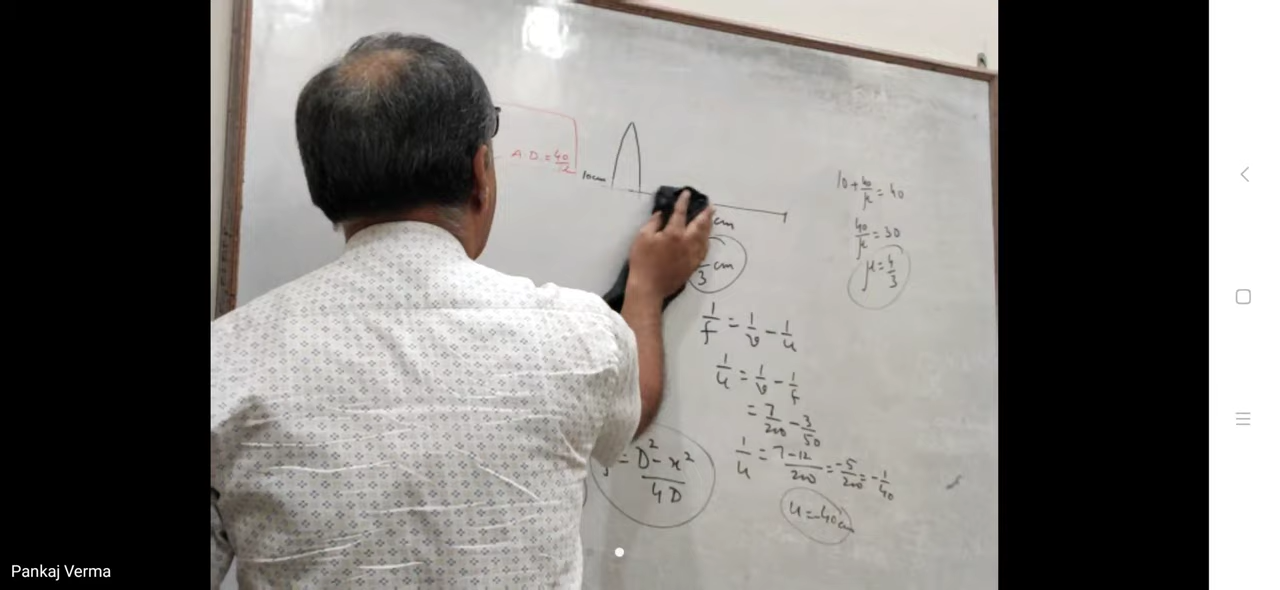 A.D. = 40/μ
10cm
cm
3 cm
10 + 40/μ = 40
40/μ = 30
μ = 4/3
1/f = 1/v - 1/u
1/u = 1/v - 1/f
= 7/200 - 3/50
1/u = 7-12/200 = -5/200 = -1/40
u = -40cm
= D² - x²/4D
Pankaj Verma